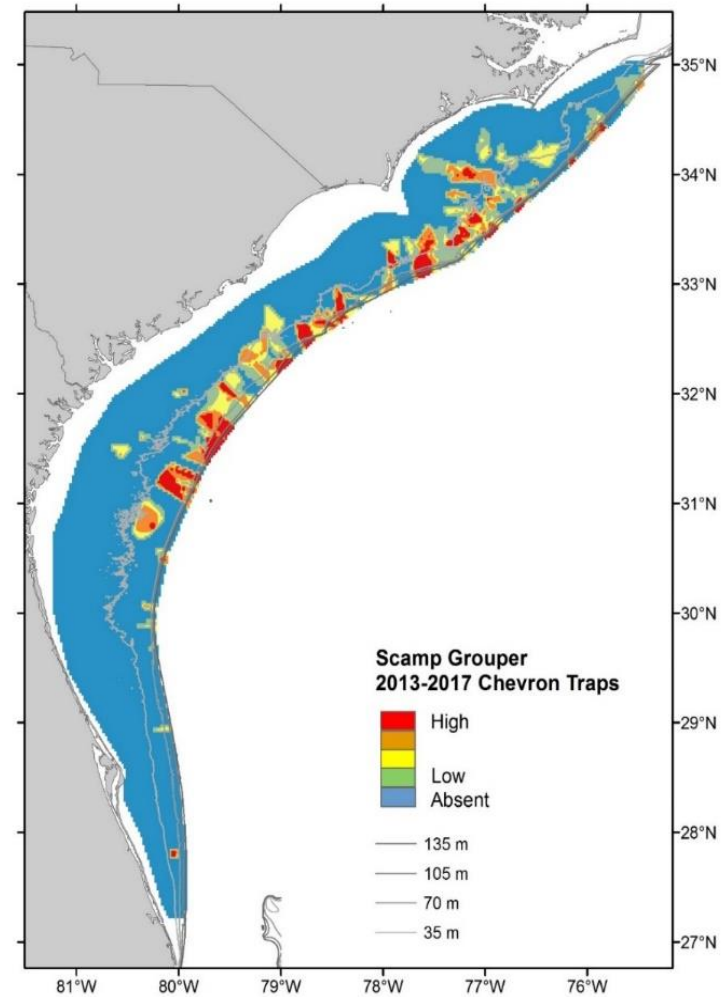 35°N
34°N
33°N
32°N
31°N
30°N
29°N
28°N
27°N
Scamp Grouper
2013-2017 Chevron Traps
High
Low
Absent
135 m
105 m
70 m
35 m
81°W 80°W 79°W 78°W 77°W 76°W